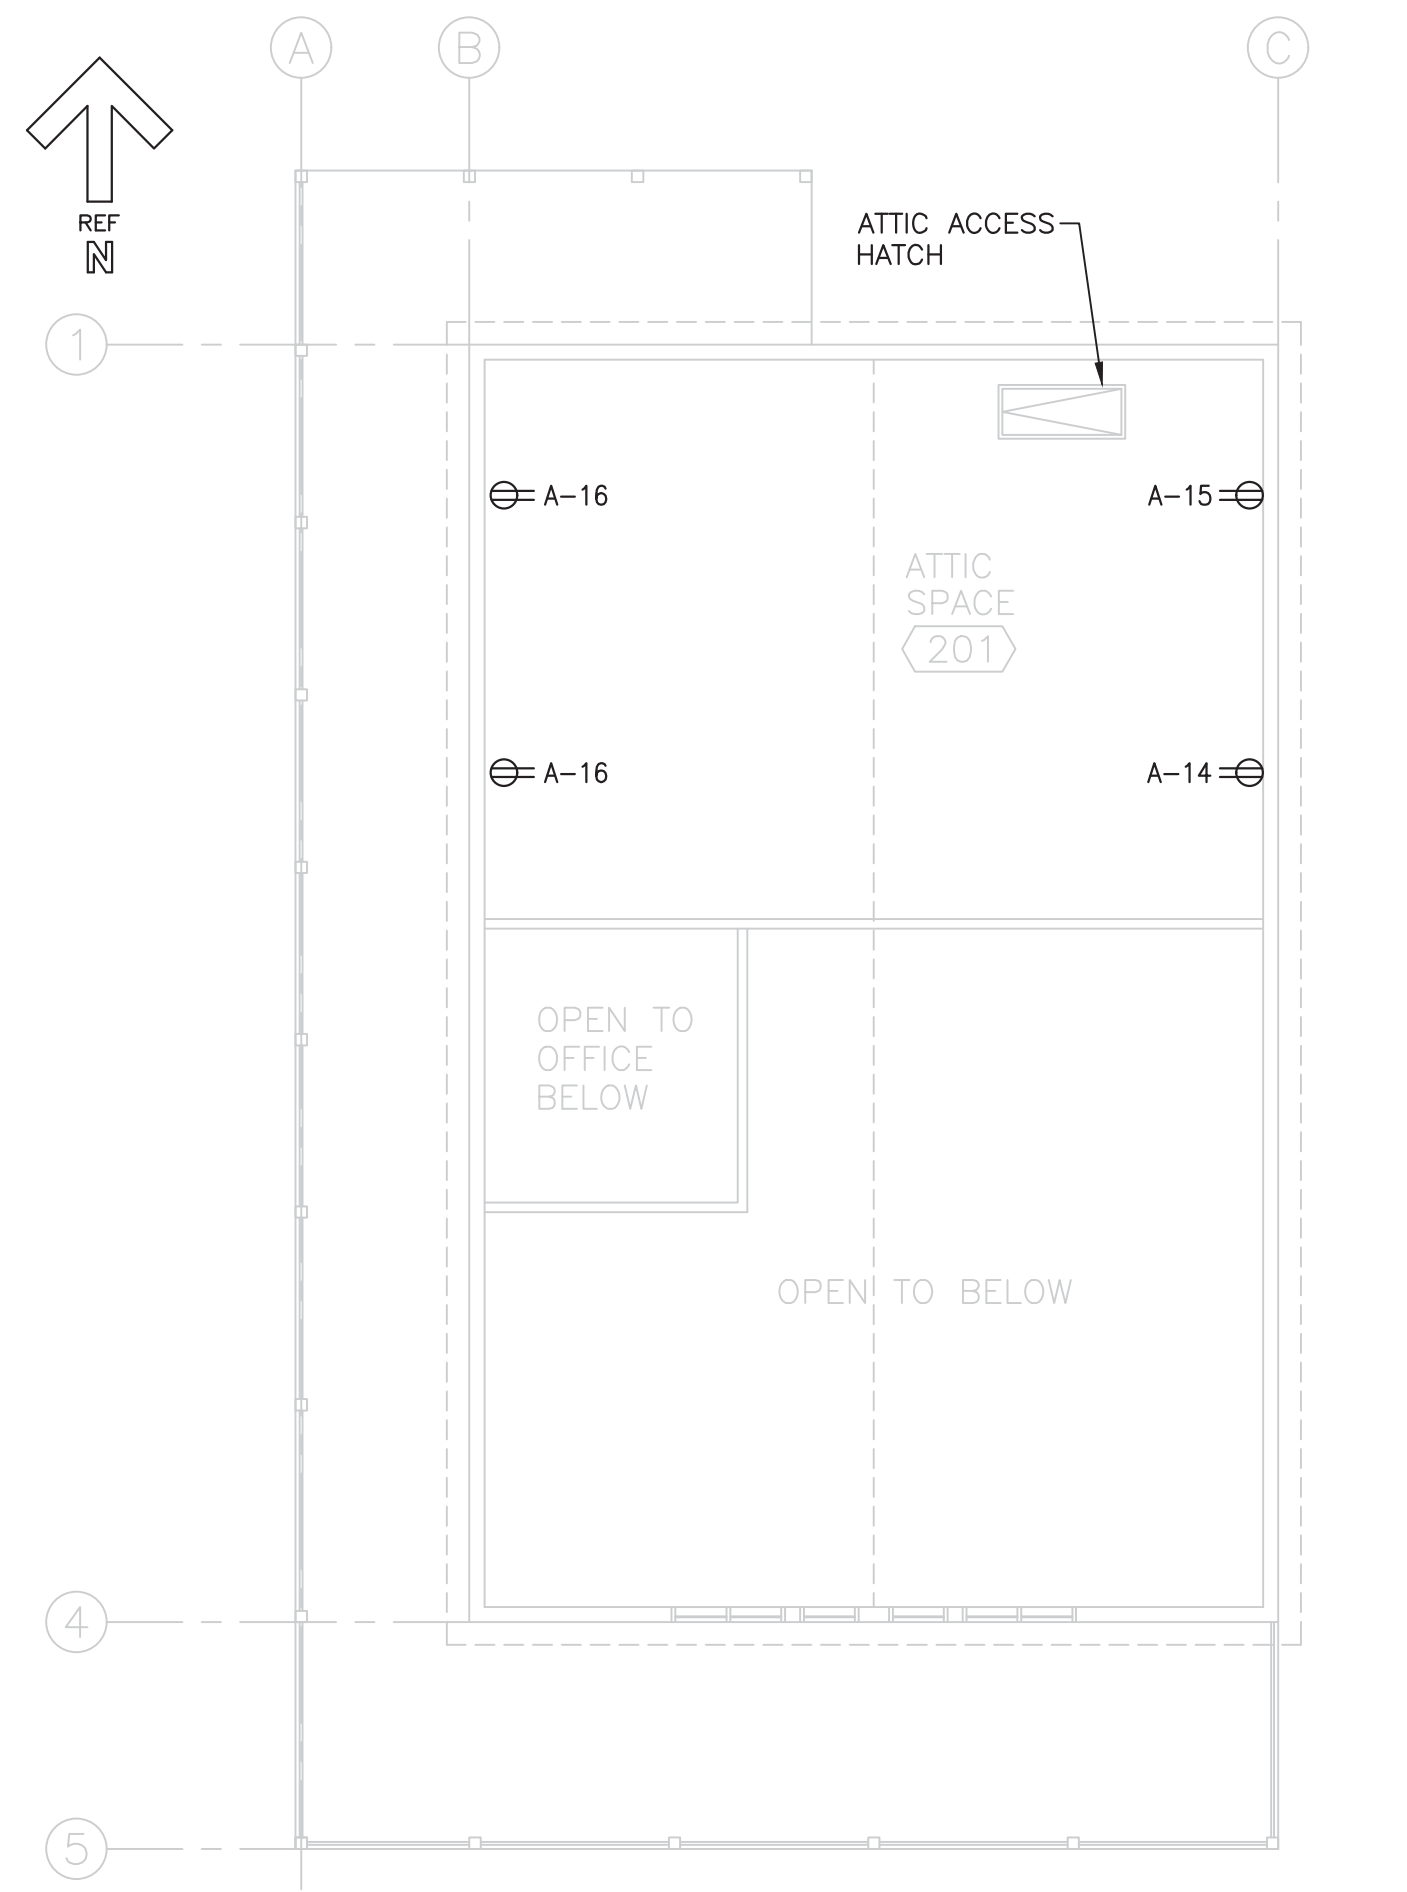 A
B
C
REF
N
ATTIC ACCESS
HATCH
1
A-16
A-15
ATTIC
SPACE
201
A-16
A-14
OPEN TO
OFFICE
BELOW
OPEN TO BELOW
4
5